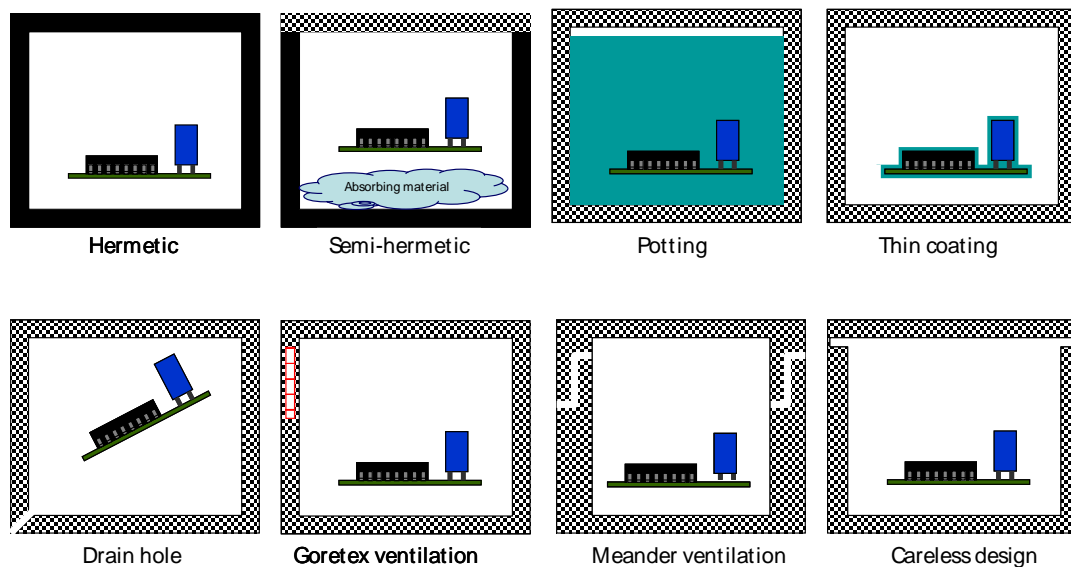 Absorbing material
Hermetic
Semi-hermetic
Potting
Thin coating
Drain hole
Goretex ventilation
Meander ventilation
Careless design